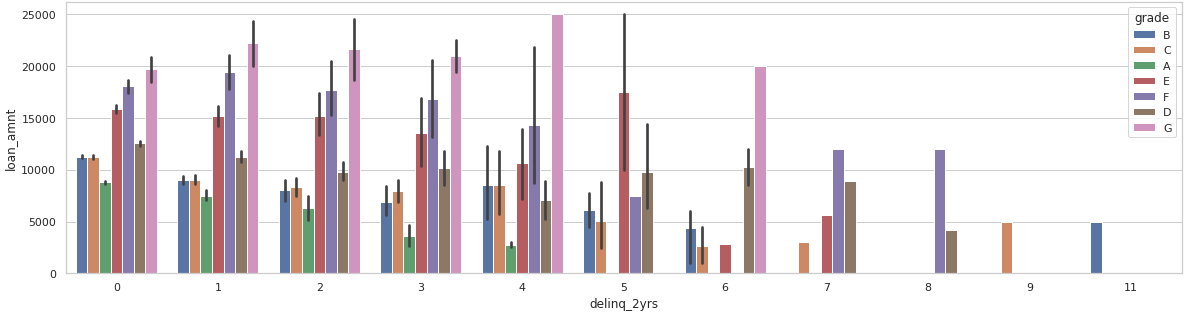 25000
20000
15000
10000
5000
0
loan_amnt
0 1 2 3 4 5 6 7 8 9 11
delinq_2yrs
grade
B
C
A
E
F
D
G